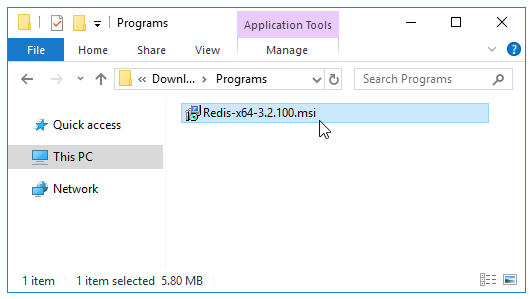 Programs
Application Tools
File Home Share View Manage
« Downl... Programs Search Programs
Quick access
Redis-x64-3.2.100.msi
This PC
Network
1 item 1 item selected 5.80 MB